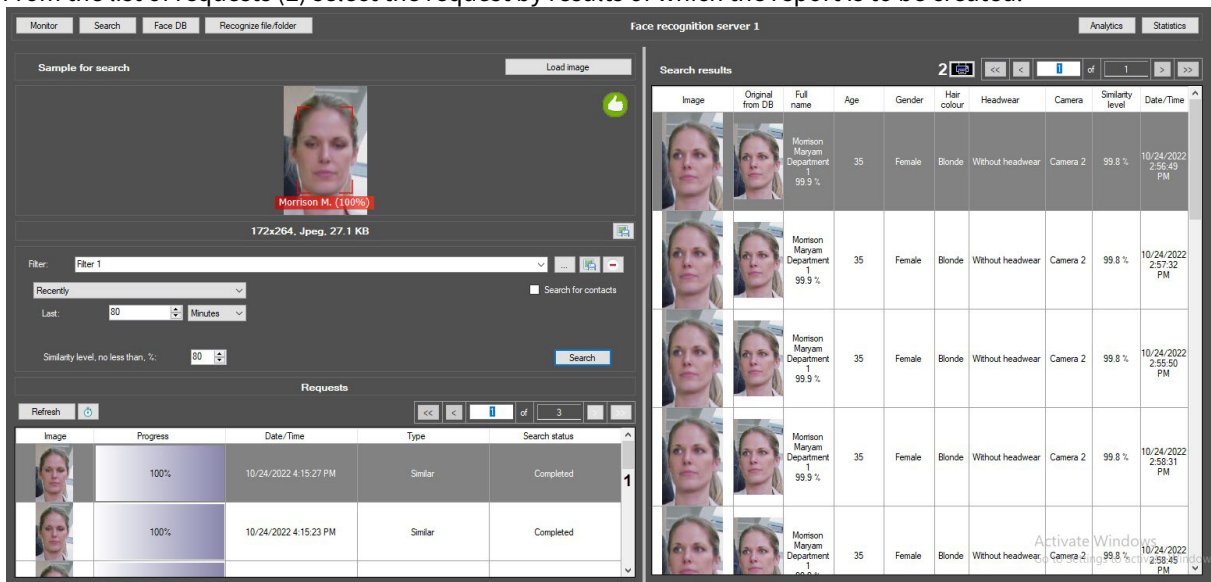 From the list of requests (1) select the request by results of which the report is to be created.
Monitor Search Face DB Recognize file/folder Face recognition server 1 Analytics Statistics
Sample for search Load image
Morrison M. (100%)
172x264, Jpeg, 27.1 KB
Filter: Filter 1 ...
Recently Search for contacts
Last: 80 Minutes
Similarity level, no less than, %: 80 Search
Requests
Refresh << < 1 of 3 > >>
Image Progress Date/Time Type Search status
100% 10/24/2022 4:15:27 PM Similar Completed
1
100% 10/24/2022 4:15:23 PM Similar Completed
Search results 2 << < 1 of 1 > >>
Image Original from DB Full name Age Gender Hair colour Headwear Camera Similarity level Date/Time
Morrison Maryam Department 1 99.9 % 35 Female Blonde Without headwear Camera 2 99.8 % 10/24/2022 2:56:49 PM
Morrison Maryam Department 1 99.9 % 35 Female Blonde Without headwear Camera 2 99.8 % 10/24/2022 2:57:32 PM
Morrison Maryam Department 1 99.9 % 35 Female Blonde Without headwear Camera 2 99.8 % 10/24/2022 2:55:50 PM
Morrison Maryam Department 1 99.9 % 35 Female Blonde Without headwear Camera 2 99.8 % 10/24/2022 2:58:31 PM
Morrison Maryam Department 1 35 Female Blonde Without headwear Camera 2 99.8 % 10/24/2022 2:58:45 PM
Activate Windows
Go to Settings to activate Windows